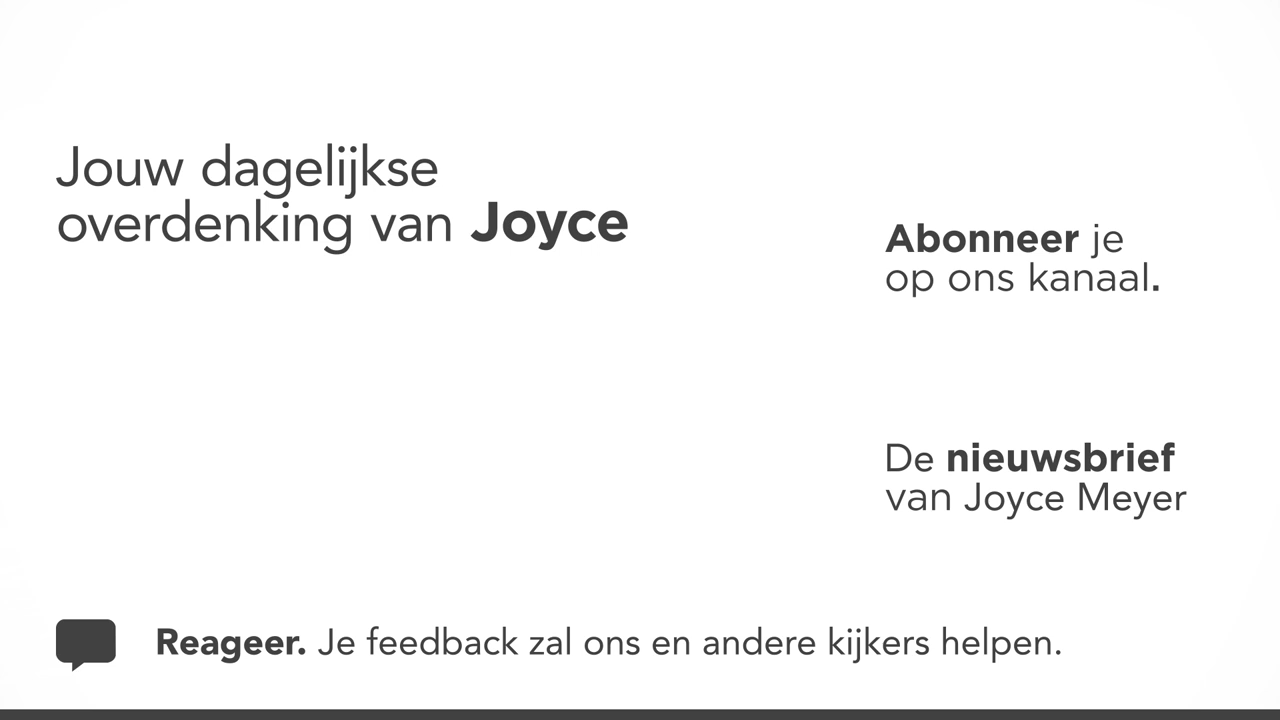 Jouw dagelijkse
overdenking van Joyce
Abonneer je
op ons kanaal.
De nieuwsbrief
van Joyce Meyer
Reageer. Je feedback zal ons en andere kijkers helpen.